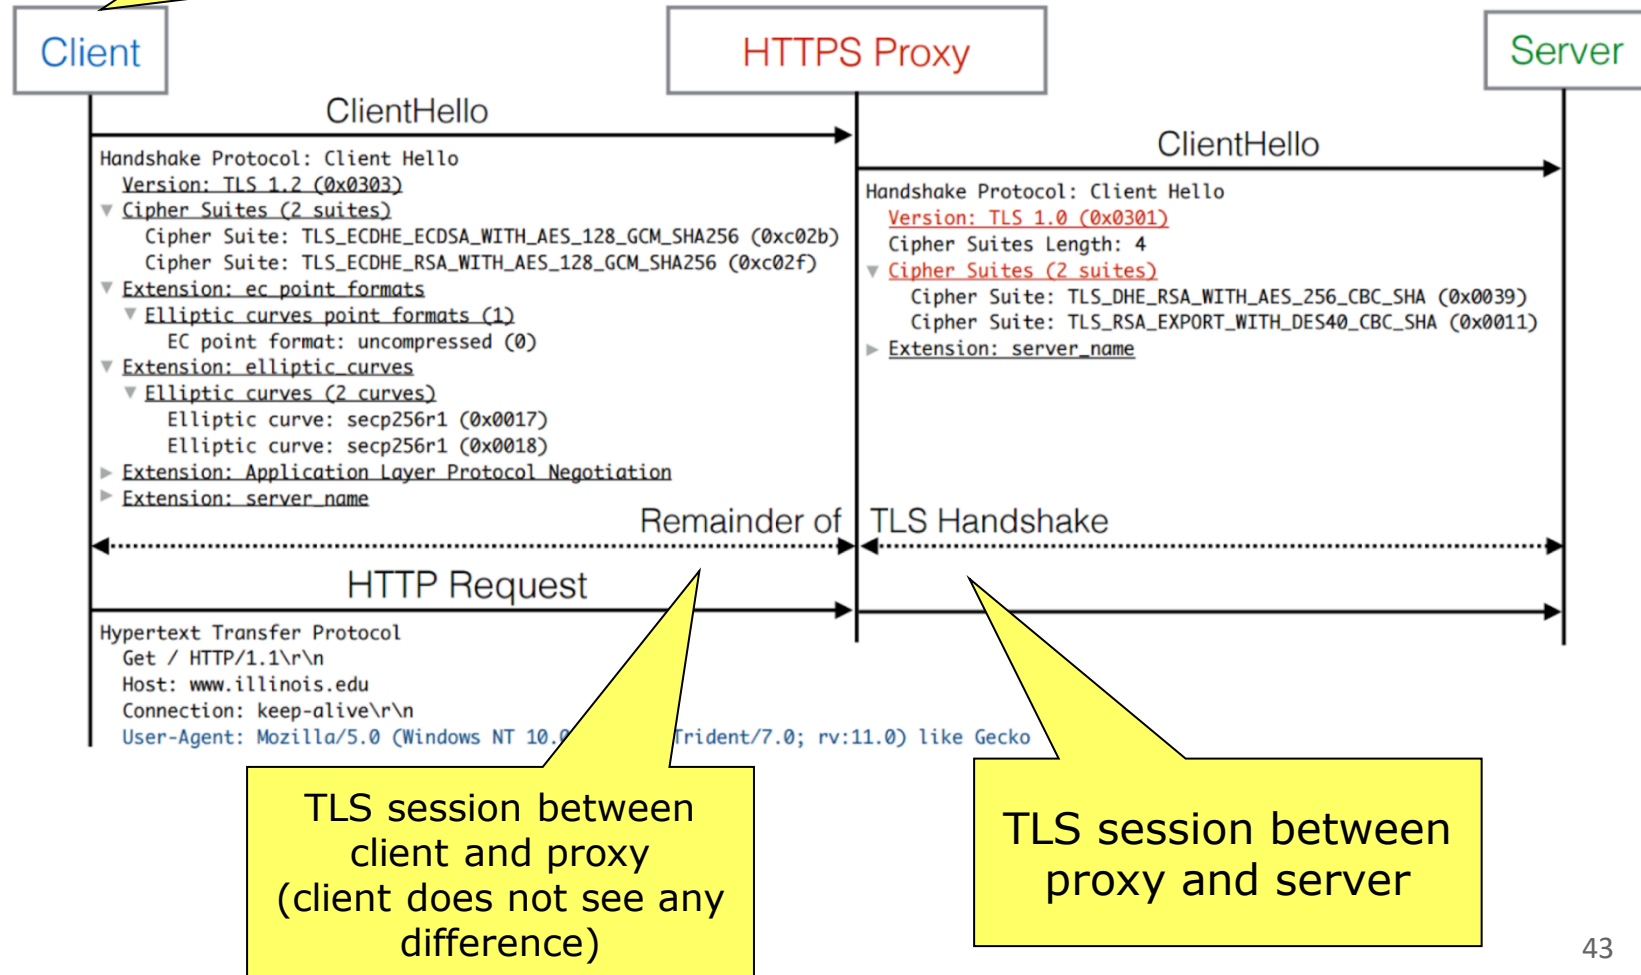 Client
HTTPS Proxy
Server
ClientHello
Handshake Protocol: Client Hello
Version: TLS 1.2 (0x0303)
Cipher Suites (2 suites)
Cipher Suite: TLS_ECDHE_ECDSA_WITH_AES_128_GCM_SHA256 (0xc02b)
Cipher Suite: TLS_ECDHE_RSA_WITH_AES_128_GCM_SHA256 (0xc02f)
Extension: ec_point_formats
Elliptic curves point formats (1)
EC point format: uncompressed (0)
Extension: elliptic_curves
Elliptic curves (2 curves)
Elliptic curve: secp256r1 (0x0017)
Elliptic curve: secp256r1 (0x0018)
Extension: Application Layer Protocol Negotiation
Extension: server_name
ClientHello
Handshake Protocol: Client Hello
Version: TLS 1.0 (0x0301)
Cipher Suites Length: 4
Cipher Suites (2 suites)
Cipher Suite: TLS_DHE_RSA_WITH_AES_256_CBC_SHA (0x0039)
Cipher Suite: TLS_RSA_EXPORT_WITH_DES40_CBC_SHA (0x0011)
Extension: server_name
Remainder of TLS Handshake
HTTP Request
Hypertext Transfer Protocol
Get / HTTP/1.1\r\n
Host: www.illinois.edu
Connection: keep-alive\r\n
User-Agent: Mozilla/5.0 (Windows NT 10.0 Trident/7.0; rv:11.0) like Gecko
TLS session between
client and proxy
(client does not see any
difference)
TLS session between
proxy and server
43